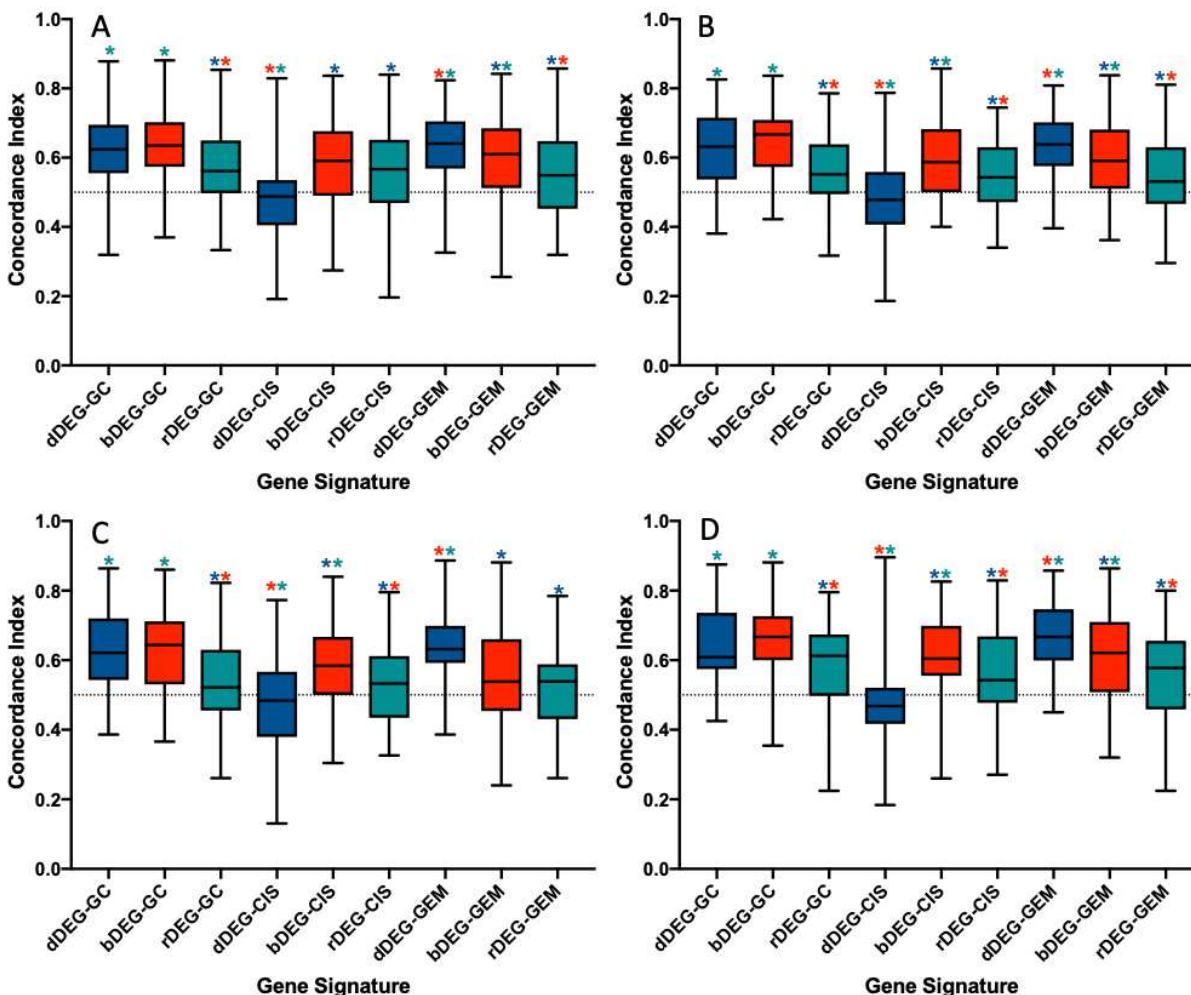 A
Concordance Index
1.0
0.8
0.6
0.4
0.2
0.0
* * ** ** * * ** ** **
dDEG-GC
bDEG-GC
rDEG-GC
dDEG-CIS
bDEG-CIS
rDEG-CIS
dDEG-GEM
bDEG-GEM
rDEG-GEM
Gene Signature
B
Concordance Index
1.0
0.8
0.6
0.4
0.2
0.0
* * ** ** ** ** ** ** **
dDEG-GC
bDEG-GC
rDEG-GC
dDEG-CIS
bDEG-CIS
rDEG-CIS
dDEG-GEM
bDEG-GEM
rDEG-GEM
Gene Signature
C
Concordance Index
1.0
0.8
0.6
0.4
0.2
0.0
* * ** ** ** ** ** * *
dDEG-GC
bDEG-GC
rDEG-GC
dDEG-CIS
bDEG-CIS
rDEG-CIS
dDEG-GEM
bDEG-GEM
rDEG-GEM
Gene Signature
D
Concordance Index
1.0
0.8
0.6
0.4
0.2
0.0
* * ** ** ** ** ** ** **
dDEG-GC
bDEG-GC
rDEG-GC
dDEG-CIS
bDEG-CIS
rDEG-CIS
dDEG-GEM
bDEG-GEM
rDEG-GEM
Gene Signature